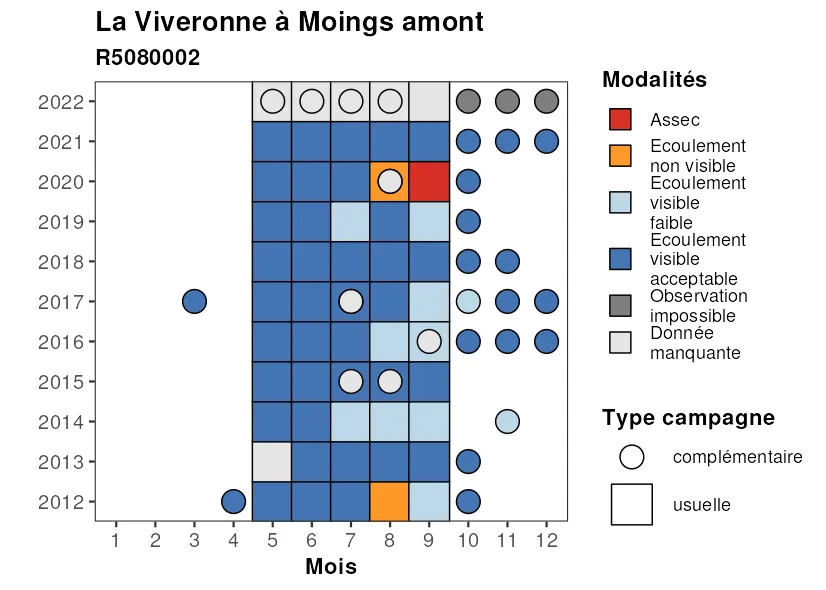 La Viveronne à Moings amont
R5080002
2022
2021
2020
2019
2018
2017
2016
2015
2014
2013
2012
1 2 3 4 5 6 7 8 9 10 11 12
Mois
Modalités
Assec
Ecoulement
non visible
Ecoulement
visible
faible
Ecoulement
visible
acceptable
Observation
impossible
Donnée
manquante
Type campagne
complémentaire
usuelle